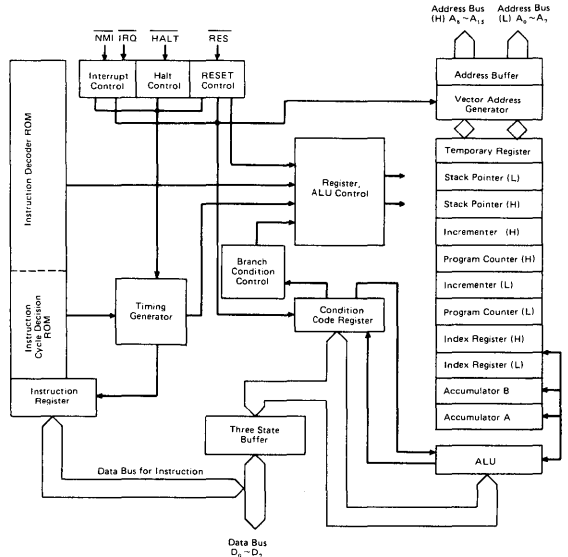 Address Bus
(H) A₈ ~ A₁₅
Address Bus
(L) A₀ ~ A₇
NMI IRQ HALT RES
Interrupt
Control
Halt
Control
RESET
Control
Address Buffer
Vector Address
Generator
Instruction Decoder ROM
Register,
ALU Control
Temporary Register
Stack Pointer (L)
Stack Pointer (H)
Incrementer (H)
Program Counter (H)
Incrementer (L)
Program Counter (L)
Index Register (H)
Index Register (L)
Accumulator B
Accumulator A
ALU
Branch
Condition
Control
Instruction
Cycle Decision
ROM
Timing
Generator
Condition
Code Register
Instruction
Register
Three State
Buffer
Data Bus for Instruction
Data Bus
D₀ ~ D₇